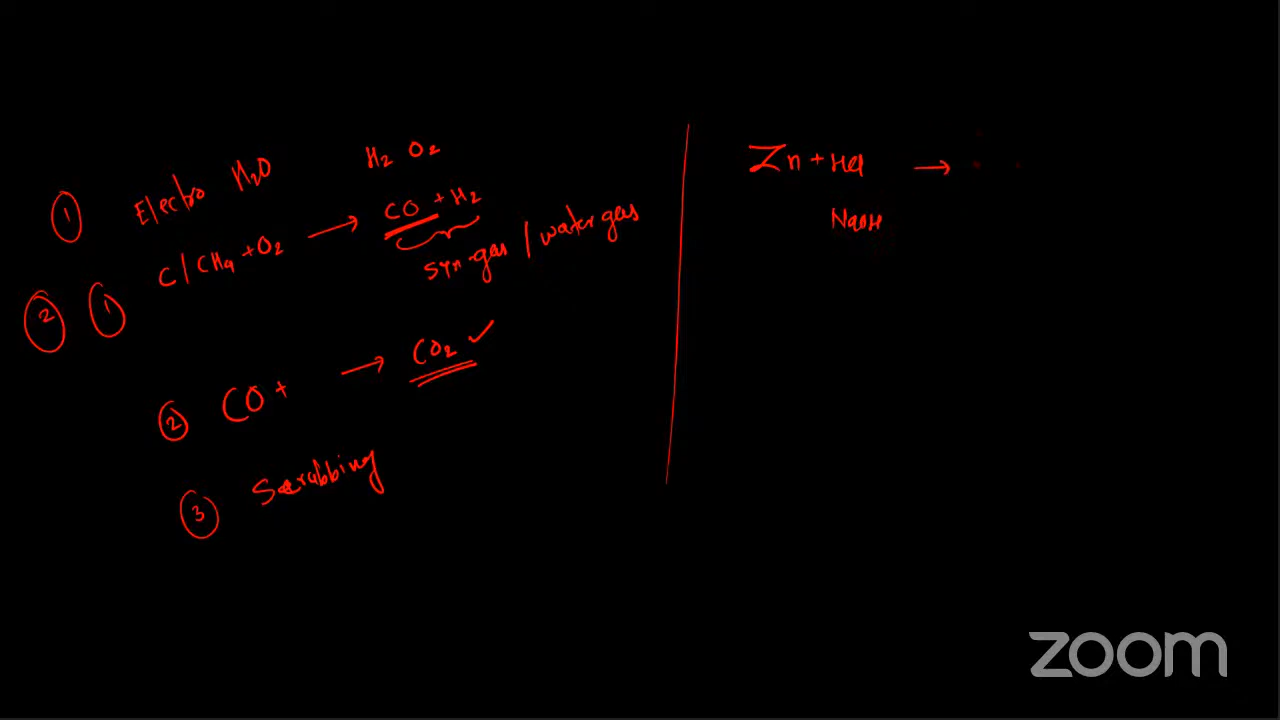 ① Electro H2O H2 O2
② ① C/CH4 + O2 → CO + H2
syn-gas / water gas
② CO + → CO2 ✓
③ Scrabbing
Zn + HCl →
NaOH
zoom